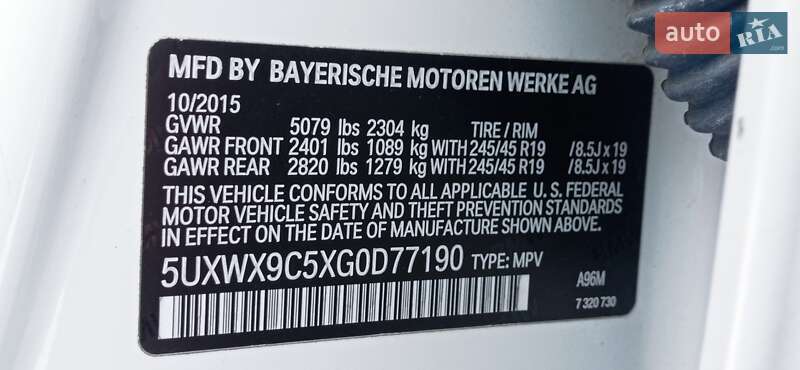 auto RIA
MFD BY BAYERISCHE MOTOREN WERKE AG
10/2015
GVWR 5079 lbs 2304 kg TIRE / RIM
GAWR FRONT 2401 lbs 1089 kg WITH 245/45 R19 / 8.5J x 19
GAWR REAR 2820 lbs 1279 kg WITH 245/45 R19 / 8.5J x 19
THIS VEHICLE CONFORMS TO ALL APPLICABLE U. S. FEDERAL
MOTOR VEHICLE SAFETY AND THEFT PREVENTION STANDARDS
IN EFFECT ON THE DATE OF MANUFACTURE SHOWN ABOVE.
5UXWX9C5XG0D77190 TYPE: MPV
A96M
7 320 730